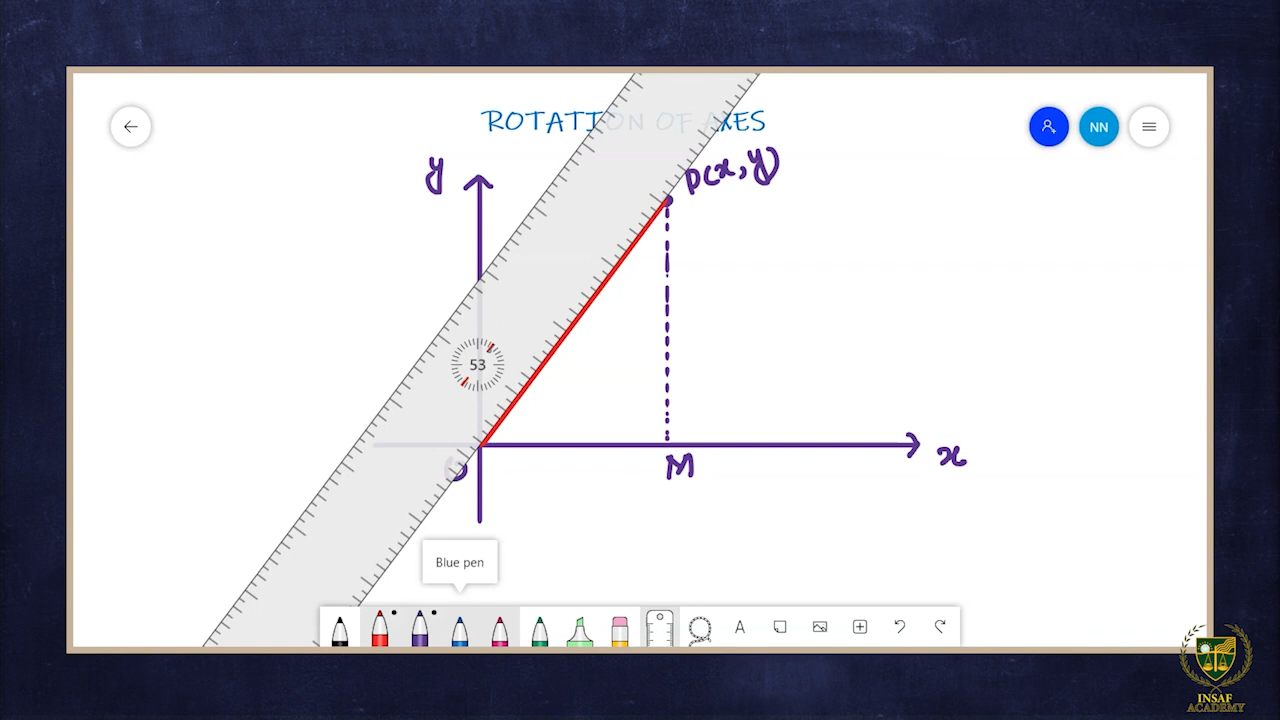 ROTATION OF AXES
NN
y
P(x, y)
53
O
M
x
Blue pen
A
INSAF
ACADEMY